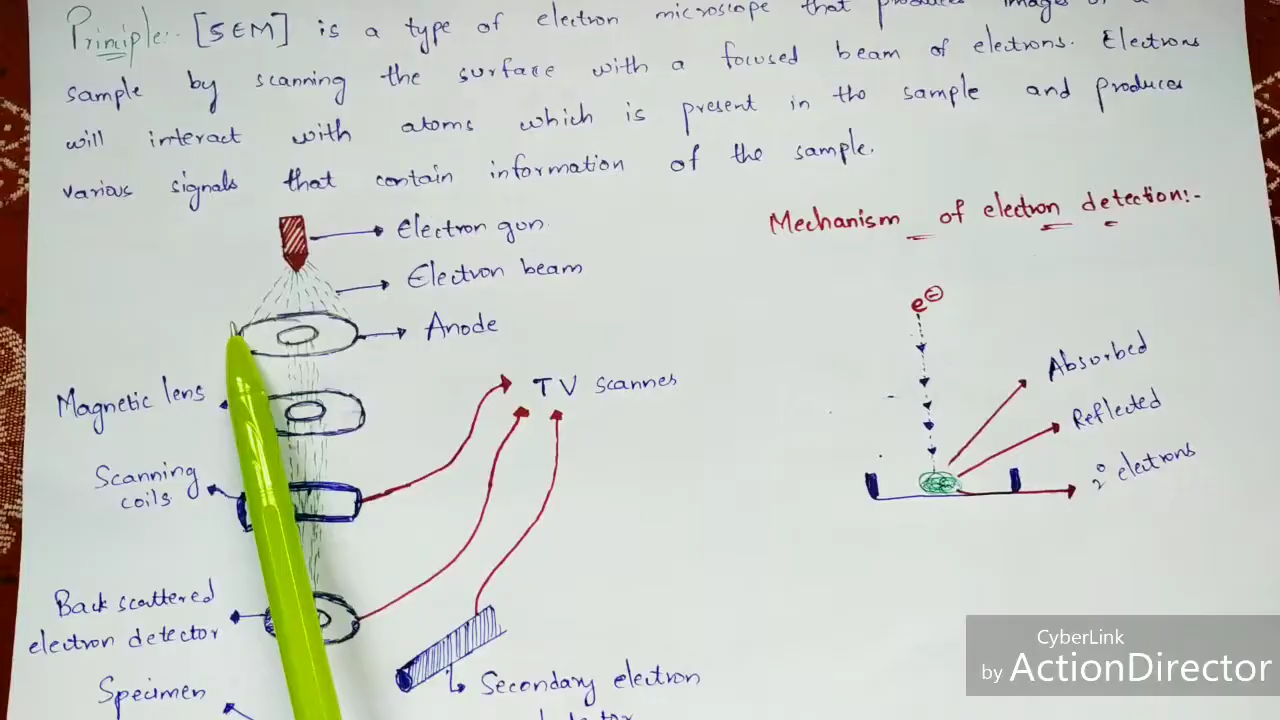 Principle:- [SEM] is a type of electron microscope that produces images of a
sample by scanning the surface with a focused beam of electrons. Electrons
will interact with atoms which is present in the sample and produces
various signals that contain information of the sample.
Mechanism of electron detection:-
Electron gun
Electron beam
Anode
Magnetic lens
TV scannes
Scanning
coils
Back scattered
electron detector
Specimen
Secondary electron
e⊖
Absorbed
Reflected
2° electrons
CyberLink
by ActionDirector